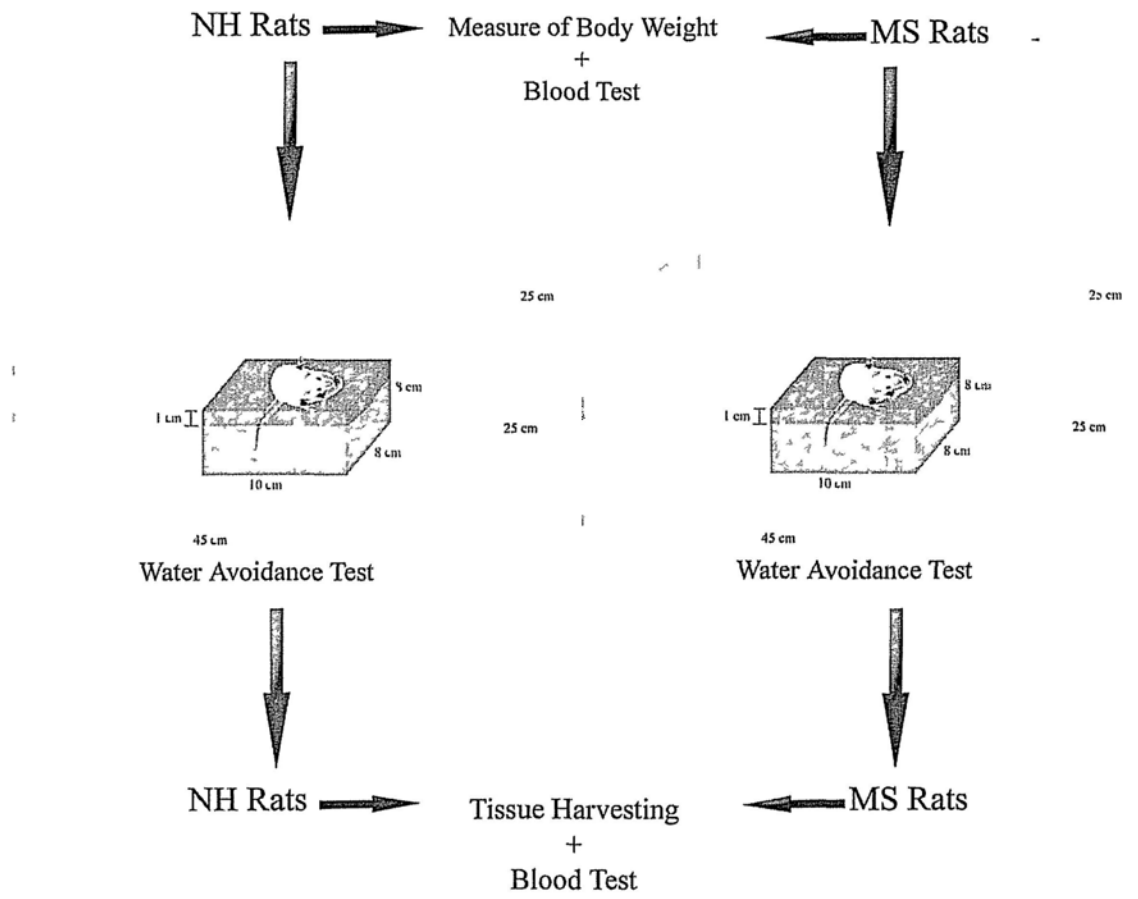 NH Rats
Measure of Body Weight
+
Blood Test
MS Rats
25 cm
25 cm
8 cm
1 cm
25 cm
8 cm
10 cm
45 cm
8 cm
1 cm
25 cm
8 cm
10 cm
45 cm
Water Avoidance Test
Water Avoidance Test
NH Rats
Tissue Harvesting
+
Blood Test
MS Rats